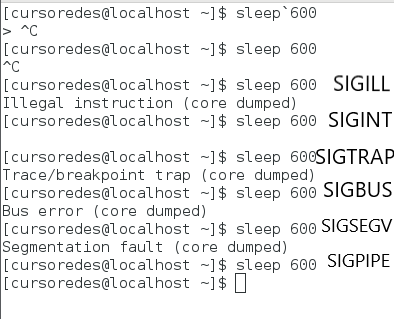 [cursoredes@localhost ~]$ sleep`600
> ^C
[cursoredes@localhost ~]$ sleep 600
^C
[cursoredes@localhost ~]$ sleep 600 SIGILL
Illegal instruction (core dumped)
[cursoredes@localhost ~]$ sleep 600 SIGINT
[cursoredes@localhost ~]$ sleep 600 SIGTRAP
Trace/breakpoint trap (core dumped)
[cursoredes@localhost ~]$ sleep 600 SIGBUS
Bus error (core dumped)
[cursoredes@localhost ~]$ sleep 600 SIGSEGV
Segmentation fault (core dumped)
[cursoredes@localhost ~]$ sleep 600 SIGPIPE
[cursoredes@localhost ~]$